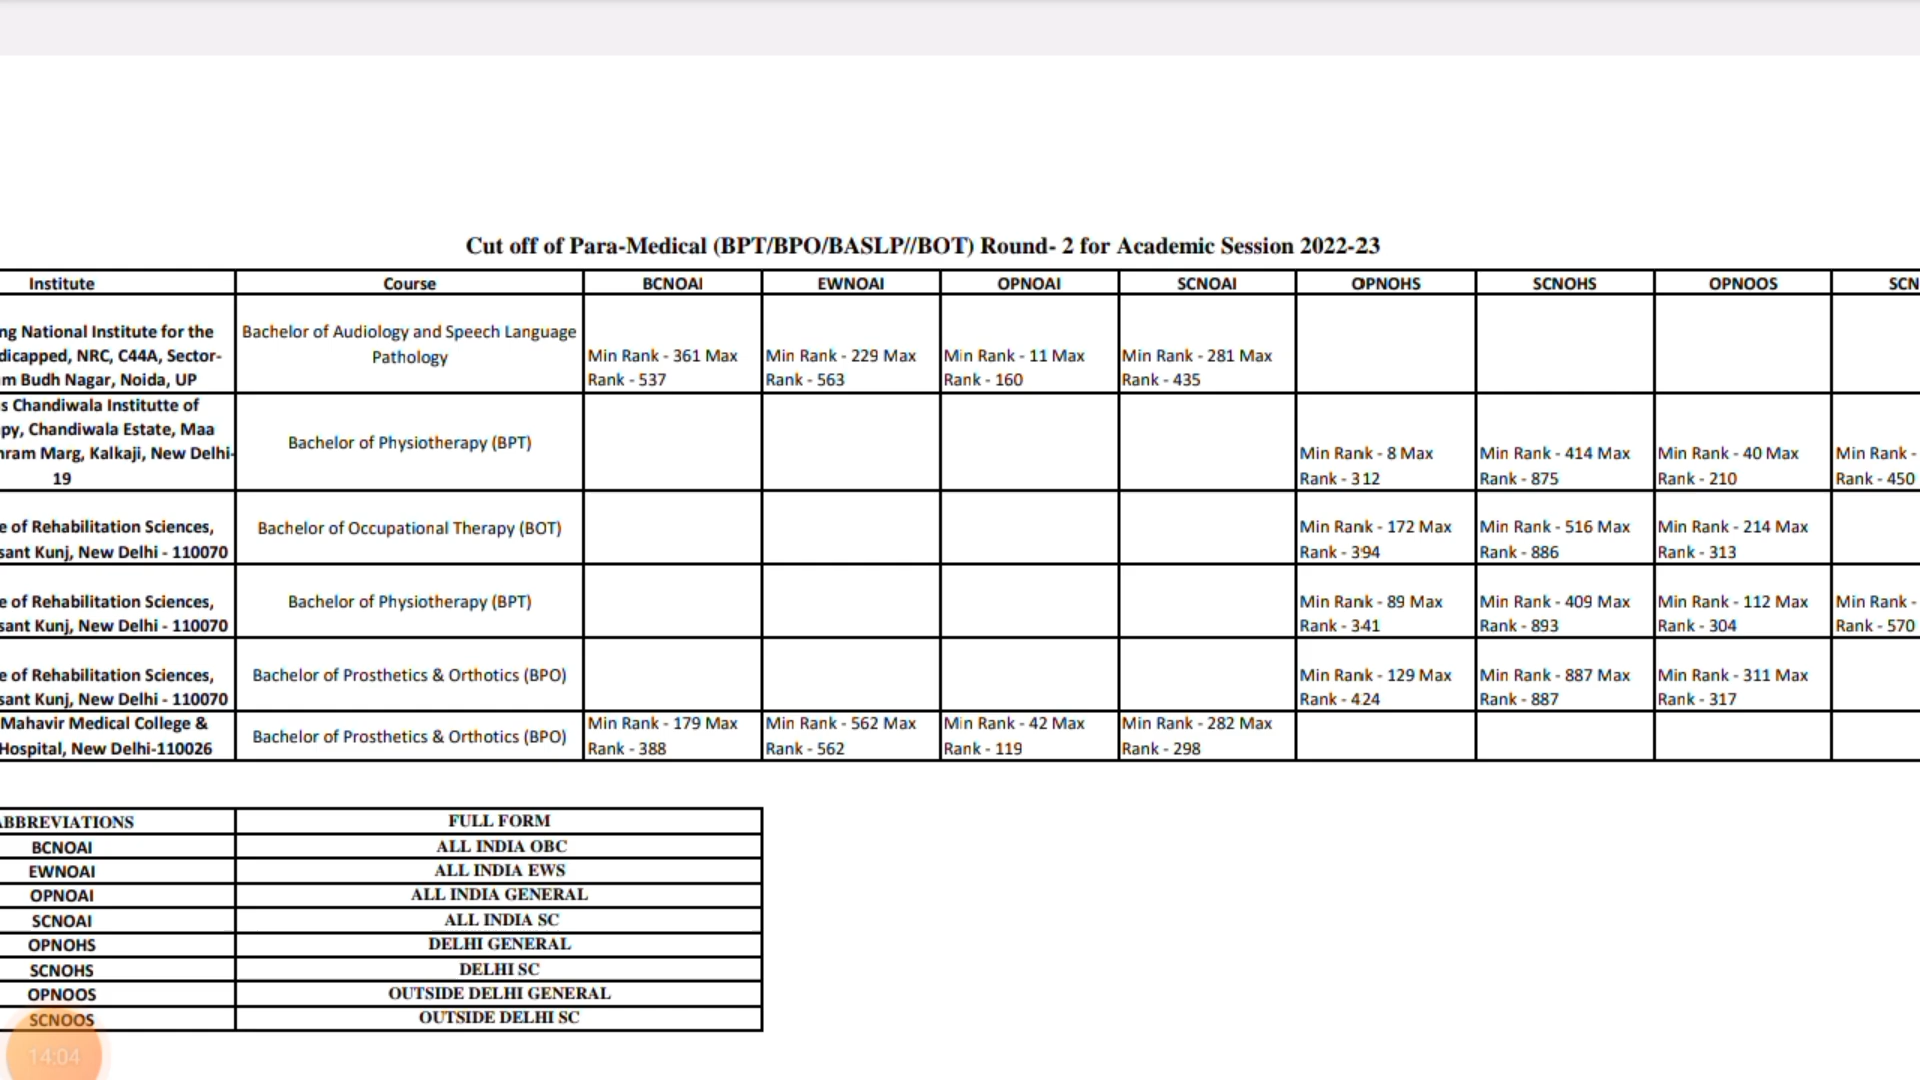 Cut off of Para-Medical (BPT/BPO/BASLP//BOT) Round- 2 for Academic Session 2022-23
Institute Course BCNOAI EWNOAI OPNOAI SCNOAI OPNOHS SCNOHS OPNOOS SCN
ng National Institute for the Bachelor of Audiology and Speech Language
dicapped, NRC, C44A, Sector- Pathology Min Rank - 361 Max Min Rank - 229 Max Min Rank - 11 Max Min Rank - 281 Max
m Budh Nagar, Noida, UP Rank - 537 Rank - 563 Rank - 160 Rank - 435
s Chandiwala Institutte of
py, Chandiwala Estate, Maa Bachelor of Physiotherapy (BPT)
ram Marg, Kalkaji, New Delhi- Min Rank - 8 Max Min Rank - 414 Max Min Rank - 40 Max Min Rank -
19 Rank - 312 Rank - 875 Rank - 210 Rank - 450
e of Rehabilitation Sciences, Bachelor of Occupational Therapy (BOT) Min Rank - 172 Max Min Rank - 516 Max Min Rank - 214 Max
sant Kunj, New Delhi - 110070 Rank - 394 Rank - 886 Rank - 313
e of Rehabilitation Sciences, Bachelor of Physiotherapy (BPT) Min Rank - 89 Max Min Rank - 409 Max Min Rank - 112 Max Min Rank -
sant Kunj, New Delhi - 110070 Rank - 341 Rank - 893 Rank - 304 Rank - 570
e of Rehabilitation Sciences, Bachelor of Prosthetics & Orthotics (BPO) Min Rank - 129 Max Min Rank - 887 Max Min Rank - 311 Max
sant Kunj, New Delhi - 110070 Rank - 424 Rank - 887 Rank - 317
Mahavir Medical College & Bachelor of Prosthetics & Orthotics (BPO) Min Rank - 179 Max Min Rank - 562 Max Min Rank - 42 Max Min Rank - 282 Max
Hospital, New Delhi-110026 Rank - 388 Rank - 562 Rank - 119 Rank - 298
ABBREVIATIONS FULL FORM
BCNOAI ALL INDIA OBC
EWNOAI ALL INDIA EWS
OPNOAI ALL INDIA GENERAL
SCNOAI ALL INDIA SC
OPNOHS DELHI GENERAL
SCNOHS DELHI SC
OPNOOS OUTSIDE DELHI GENERAL
SCNOOS OUTSIDE DELHI SC
14:04